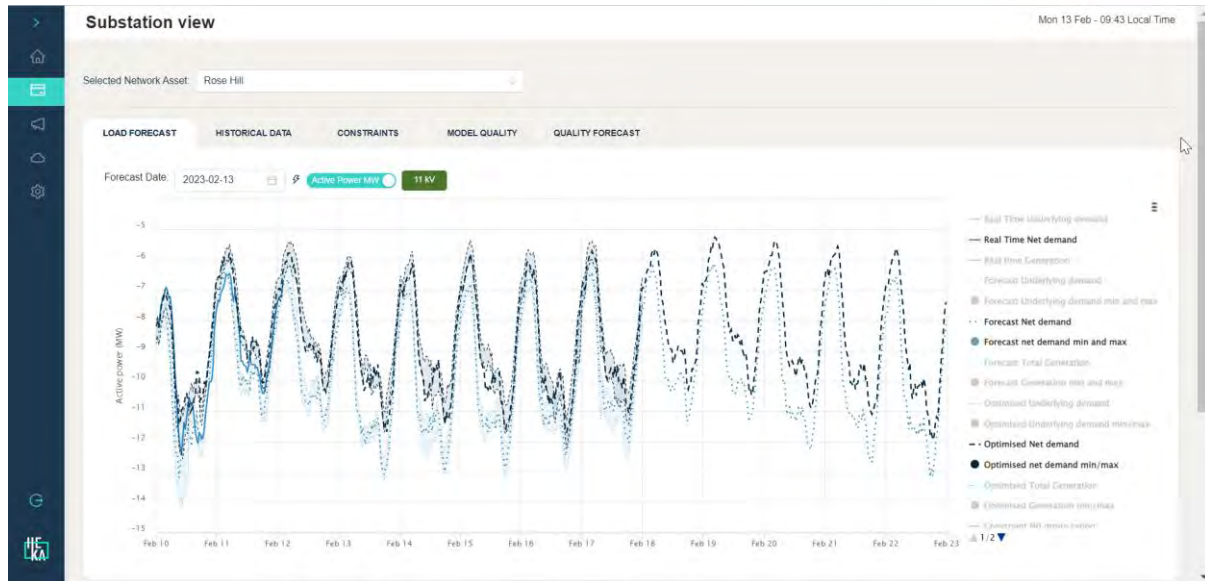 Substation view
Mon 13 Feb - 09:43 Local Time
Selected Network Asset: Rose Hill
LOAD FORECAST HISTORICAL DATA CONSTRAINTS MODEL QUALITY QUALITY FORECAST
Forecast Date: 2023-02-13 Active Power MW 11 kV
Active power (MW)
-5
-6
-7
-8
-9
-10
-11
-12
-13
-14
-15
Feb 10 Feb 11 Feb 12 Feb 13 Feb 14 Feb 15 Feb 16 Feb 17 Feb 18 Feb 19 Feb 20 Feb 21 Feb 22 Feb 23
Real Time Underlying demand
Real Time Net demand
Real time Generation
Forecast Underlying demand
Forecast Underlying demand min and max
Forecast Net demand
Forecast net demand min and max
Forecast Total Generation
Forecast Generation min and max
Optimised Underlying demand
Optimised Underlying demand min/max
Optimised Net demand
Optimised net demand min/max
Optimised Total Generation
Optimised Generation min/max
1/2
HEKA